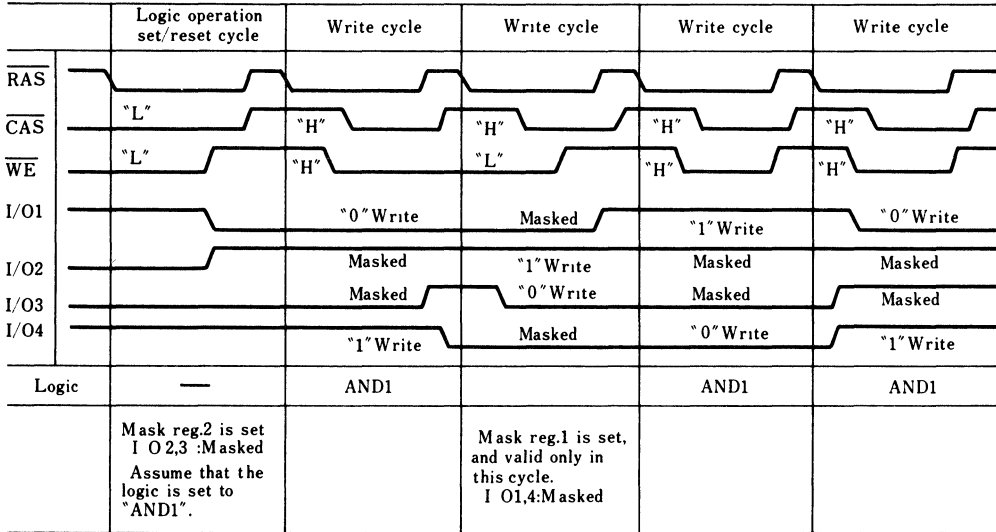 Logic operation
set/reset cycle
Write cycle
Write cycle
Write cycle
Write cycle
RAS
CAS
"L"
"H"
"H"
"H"
"H"
WE
"L"
"H"
"L"
"H"
"H"
I/O1
"0"Write
Masked
"1"Write
"0"Write
I/O2
Masked
"1"Write
Masked
Masked
I/O3
Masked
"0"Write
Masked
Masked
I/O4
"1"Write
Masked
"0"Write
"1"Write
Logic
—
AND1
AND1
AND1
Mask reg.2 is set
I O2,3 :Masked
Assume that the
logic is set to
"AND1".
Mask reg.1 is set,
and valid only in
this cycle.
I O1,4:Masked